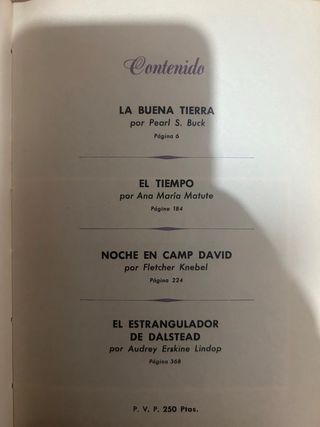 Contenido
LA BUENA TIERRA
por Pearl S. Buck
Página 6
EL TIEMPO
por Ana María Matute
Página 184
NOCHE EN CAMP DAVID
por Fletcher Knebel
Página 224
EL ESTRANGULADOR
DE DALSTEAD
por Audrey Erskine Lindop
Página 368
P. V. P. 250 Ptas.